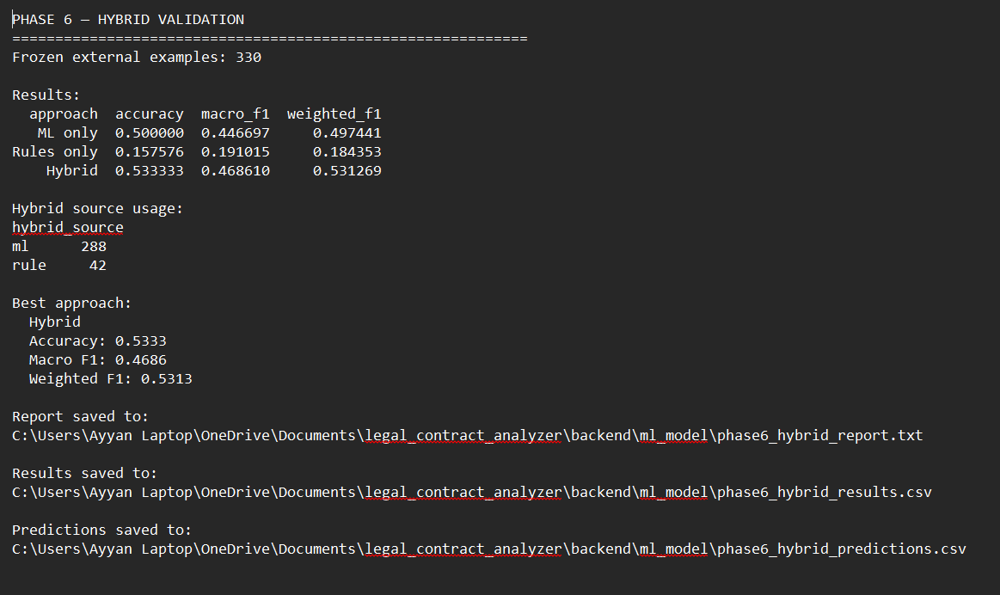 PHASE 6 — HYBRID VALIDATION
============================================================
Frozen external examples: 330

Results:
  approach  accuracy  macro_f1  weighted_f1
   ML only  0.500000  0.446697     0.497441
Rules only  0.157576  0.191015     0.184353
    Hybrid  0.533333  0.468610     0.531269

Hybrid source usage:
hybrid_source
ml      288
rule     42

Best approach:
  Hybrid
  Accuracy: 0.5333
  Macro F1: 0.4686
  Weighted F1: 0.5313

Report saved to:
C:\Users\Ayyan Laptop\OneDrive\Documents\legal_contract_analyzer\backend\ml_model\phase6_hybrid_report.txt

Results saved to:
C:\Users\Ayyan Laptop\OneDrive\Documents\legal_contract_analyzer\backend\ml_model\phase6_hybrid_results.csv

Predictions saved to:
C:\Users\Ayyan Laptop\OneDrive\Documents\legal_contract_analyzer\backend\ml_model\phase6_hybrid_predictions.csv